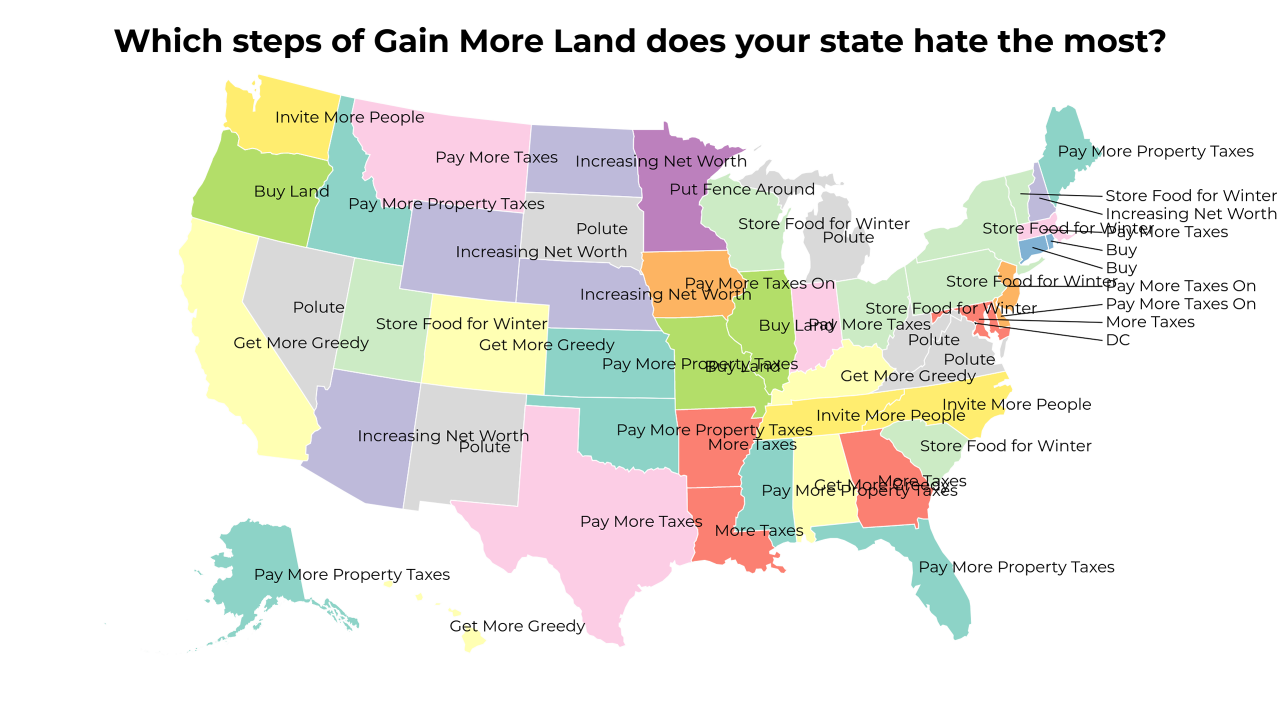 Which steps of Gain More Land does your state hate the most?
Invite More People
Pay More Taxes
Increasing Net Worth
Pay More Property Taxes
Buy Land
Put Fence Around
Pay More Property Taxes
Store Food for Winter
Increasing Net Worth
Store Food for Winter
Pay More Taxes
Store Food for Winter
Polute
Polute
Buy
Increasing Net Worth
Buy
Pay More Taxes On
Store Food for Winter
Pay More Taxes On
Increasing Net Worth
Pay More Taxes On
Polute
Store Food for Winter
More Taxes
Store Food for Winter
Buy Land
Pay More Taxes
DC
Get More Greedy
Get More Greedy
Polute
Polute
Pay More Property Taxes
Buy Land
Get More Greedy
Invite More People
Invite More People
Pay More Property Taxes
Increasing Net Worth
Polute
More Taxes
Store Food for Winter
More Taxes
Get More Greedy
Pay More Property Taxes
Pay More Taxes
More Taxes
Pay More Property Taxes
Pay More Property Taxes
Get More Greedy